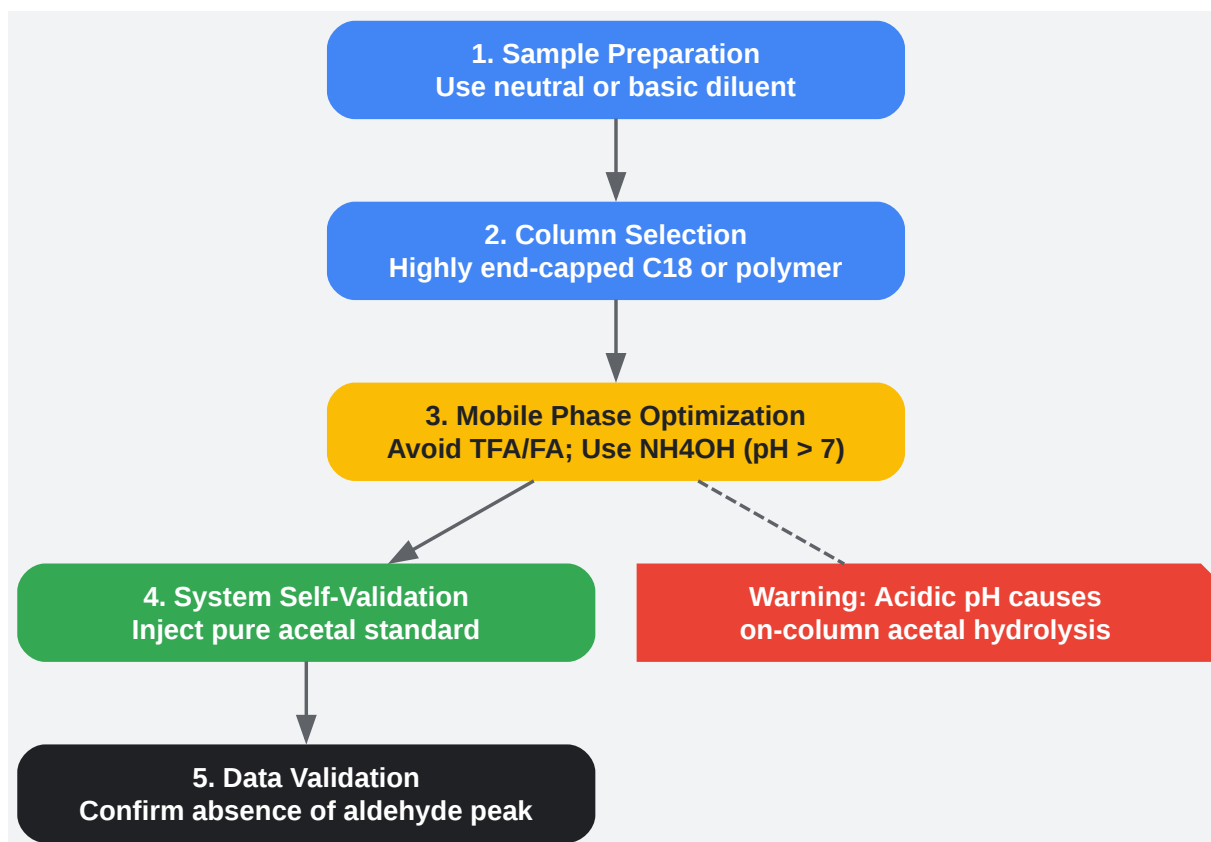 1. Sample Preparation
Use neutral or basic diluent
2. Column Selection
Highly end-capped C18 or polymer
3. Mobile Phase Optimization
Avoid TFA/FA; Use NH4OH (pH > 7)
4. System Self-Validation
Inject pure acetal standard
Warning: Acidic pH causes
on-column acetal hydrolysis
5. Data Validation
Confirm absence of aldehyde peak